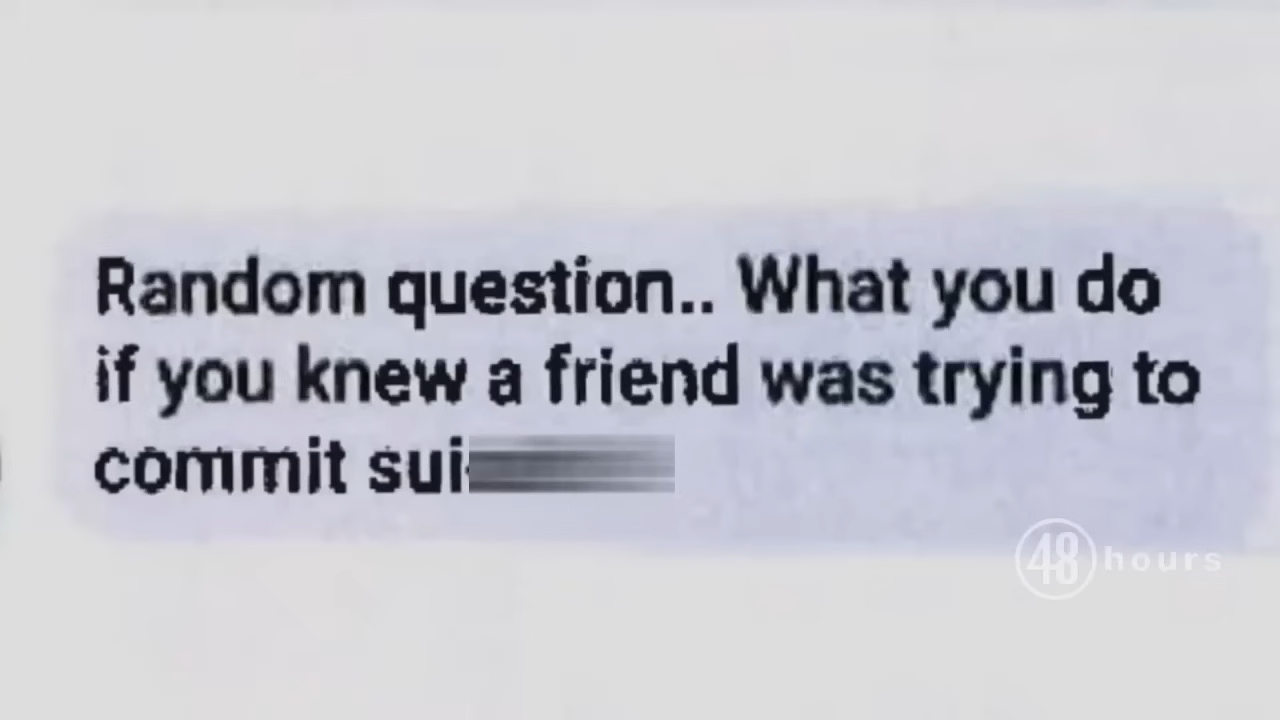 Random question.. What you do
if you knew a friend was trying to
commit sui
48 hours